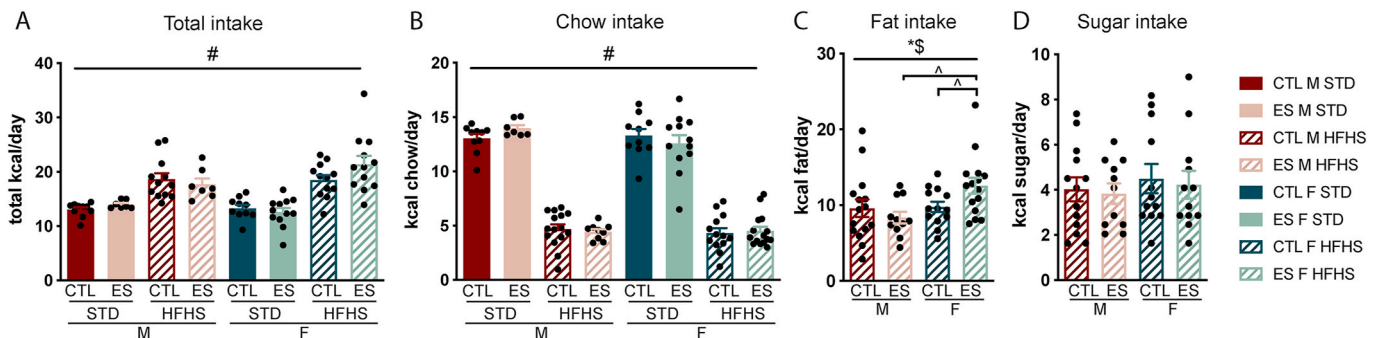 A Total intake
#
total kcal/day
40
30
20
10
0
CTL ES CTL ES CTL ES CTL ES
STD HFHS STD HFHS
M F
B Chow intake
#
kcal chow/day
20
15
10
5
0
CTL ES CTL ES CTL ES CTL ES
STD HFHS STD HFHS
M F
C Fat intake
*$
^
^
kcal fat/day
30
20
10
0
CTL ES CTL ES
M F
D Sugar intake
kcal sugar/day
10
8
6
4
2
0
CTL ES CTL ES
M F
CTL M STD
ES M STD
CTL M HFHS
ES M HFHS
CTL F STD
ES F STD
CTL F HFHS
ES F HFHS